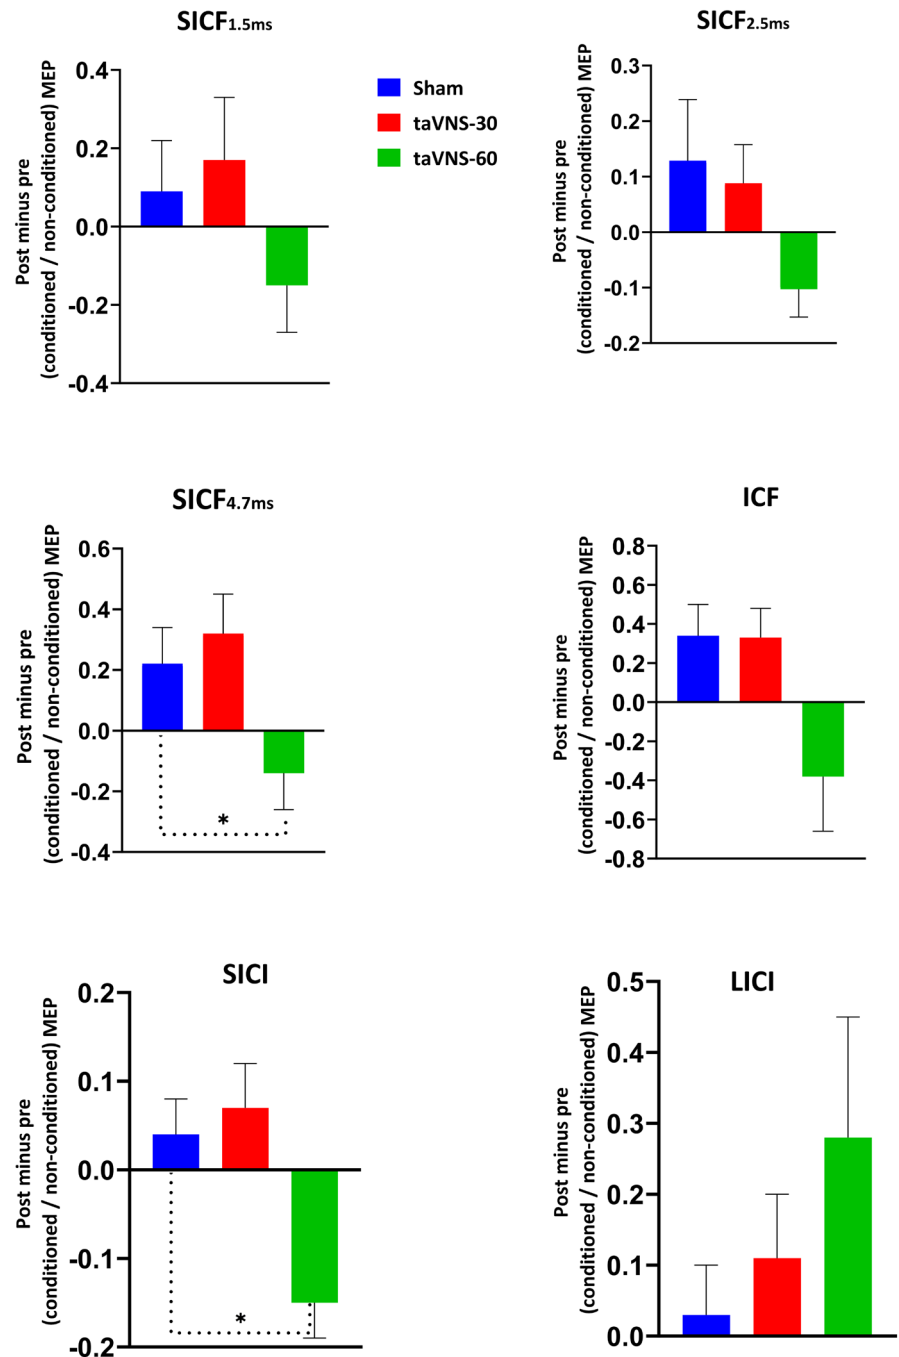 SICF1.5ms
Post minus pre
(conditioned / non-conditioned) MEP
0.4
0.2
0.0
-0.2
-0.4
Sham
taVNS-30
taVNS-60
SICF2.5ms
Post minus pre
(conditioned / non-conditioned) MEP
0.3
0.2
0.1
0.0
-0.1
-0.2
SICF4.7ms
Post minus pre
(conditioned / non-conditioned) MEP
0.6
0.4
0.2
0.0
-0.2
-0.4
*
ICF
Post minus pre
(conditioned / non-conditioned) MEP
0.8
0.6
0.4
0.2
0.0
-0.2
-0.4
-0.6
-0.8
SICI
Post minus pre
(conditioned / non-conditioned) MEP
0.2
0.1
0.0
-0.1
-0.2
*
LICI
Post minus pre
(conditioned / non-conditioned) MEP
0.5
0.4
0.3
0.2
0.1
0.0